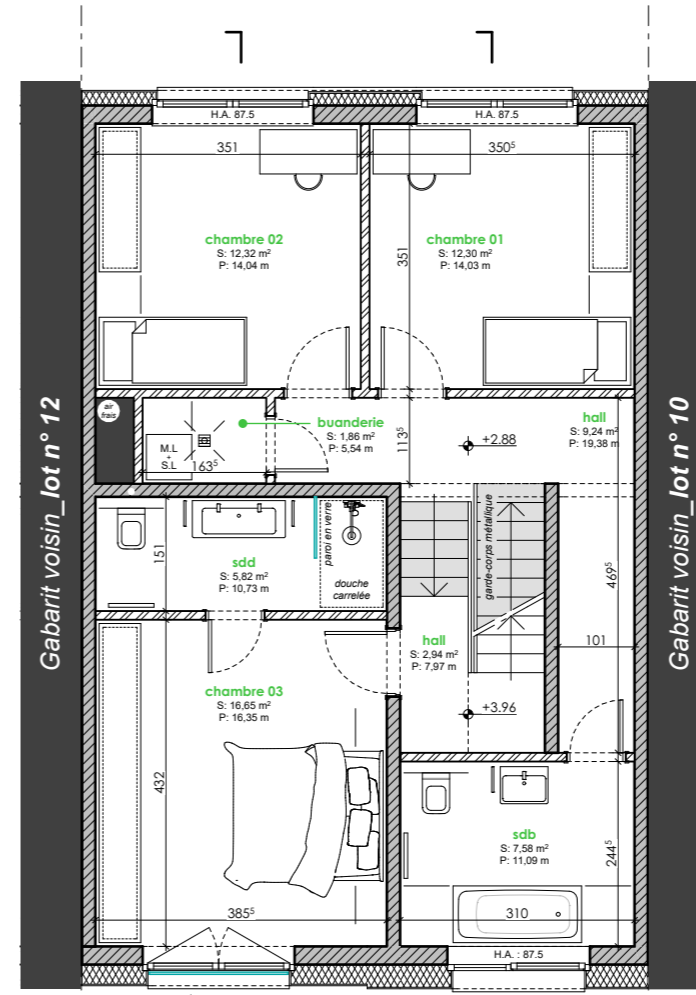 H.A. 87.5
H.A. 87.5
351
350⁵
chambre 02
S: 12,32 m²
P: 14,04 m
chambre 01
S: 12,30 m²
P: 14,03 m
351
Gabarit voisin_lot n° 12
Gabarit voisin_lot n° 10
air
frais
buanderie
S: 1,86 m²
P: 5,54 m
M.L
+
S.L
163⁵
113⁵
+2.88
hall
S: 9,24 m²
P: 19,38 m
151
sdd
S: 5,82 m²
P: 10,73 m
paroi en verre
douche
carrelée
garde-corps métallique
469⁵
101
hall
S: 2,94 m²
P: 7,97 m
+3.96
chambre 03
S: 16,65 m²
P: 16,35 m
432
385⁵
sdb
S: 7,58 m²
P: 11,09 m
244⁵
310
H.A. : 87.5